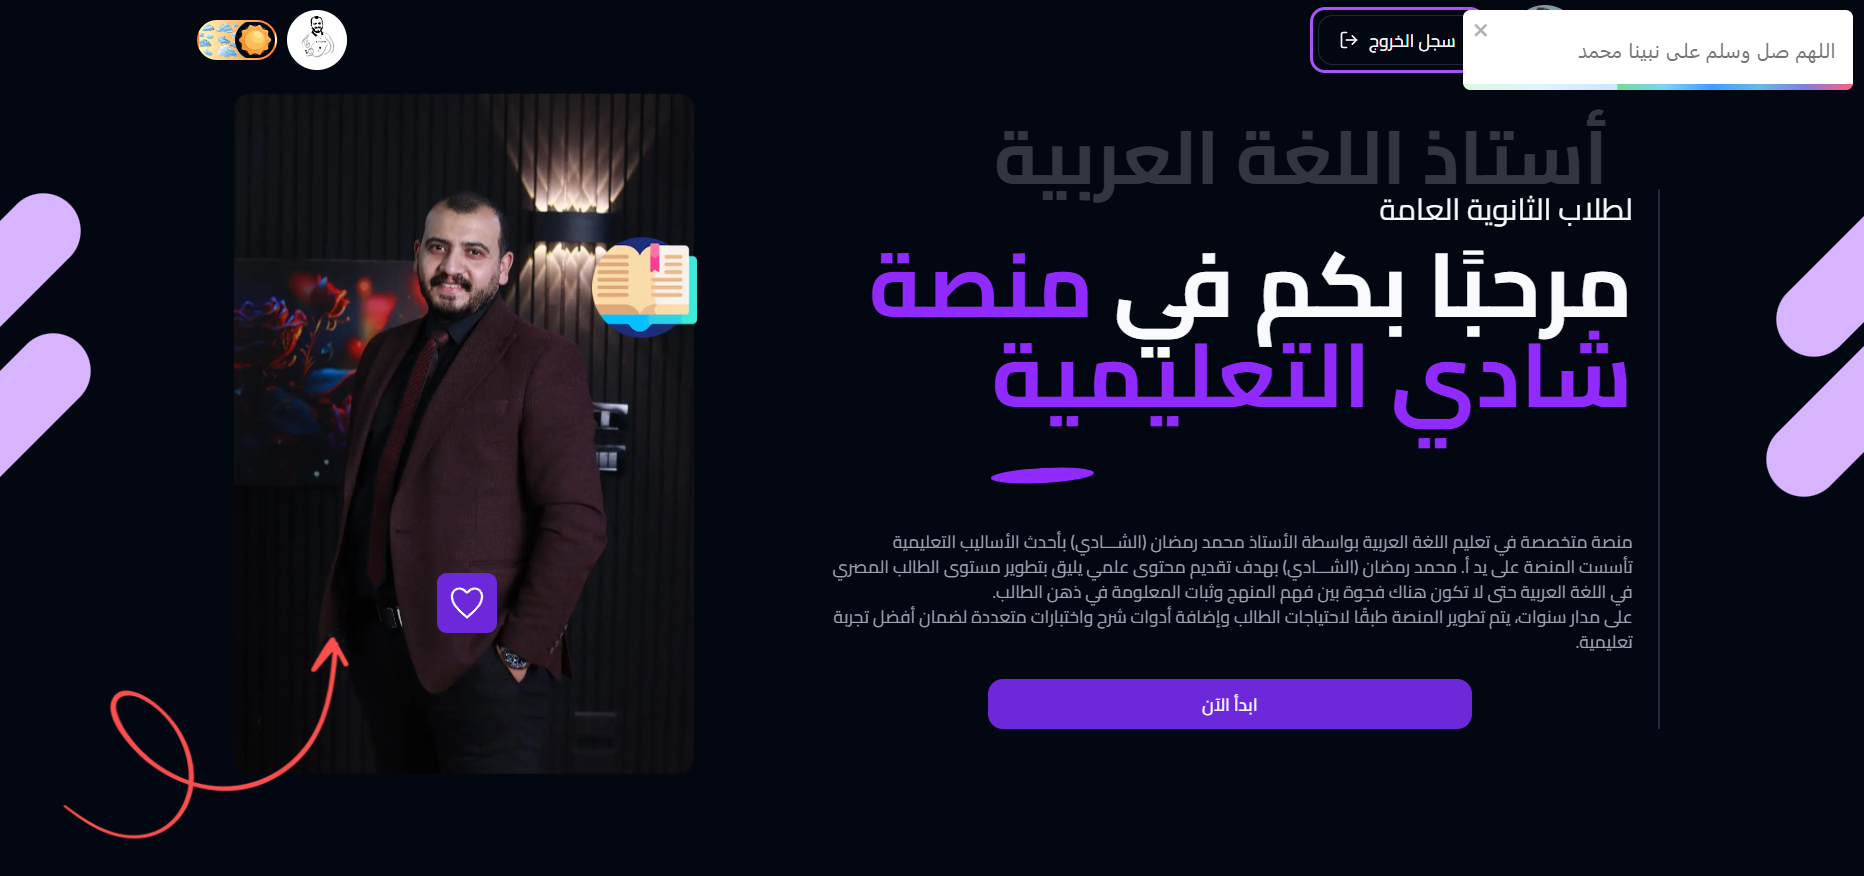 سجل الخروج
اللهم صل وسلم على نبينا محمد
أستاذ اللغة العربية
لطلاب الثانوية العامة
مرحبًا بكم في منصة
شادي التعليمية
منصة متخصصة في تعليم اللغة العربية بواسطة الأستاذ محمد رمضان (الشـــادي) بأحدث الأساليب التعليمية
تأسست المنصة على يد أ. محمد رمضان (الشـــادي) بهدف تقديم محتوى علمي يليق بتطوير مستوى الطالب المصري
في اللغة العربية حتى لا تكون هناك فجوة بين فهم المنهج وثبات المعلومة في ذهن الطالب.
على مدار سنوات، يتم تطوير المنصة طبقًا لاحتياجات الطالب وإضافة أدوات شرح واختبارات متعددة لضمان أفضل تجربة
تعليمية.
ابدأ الآن